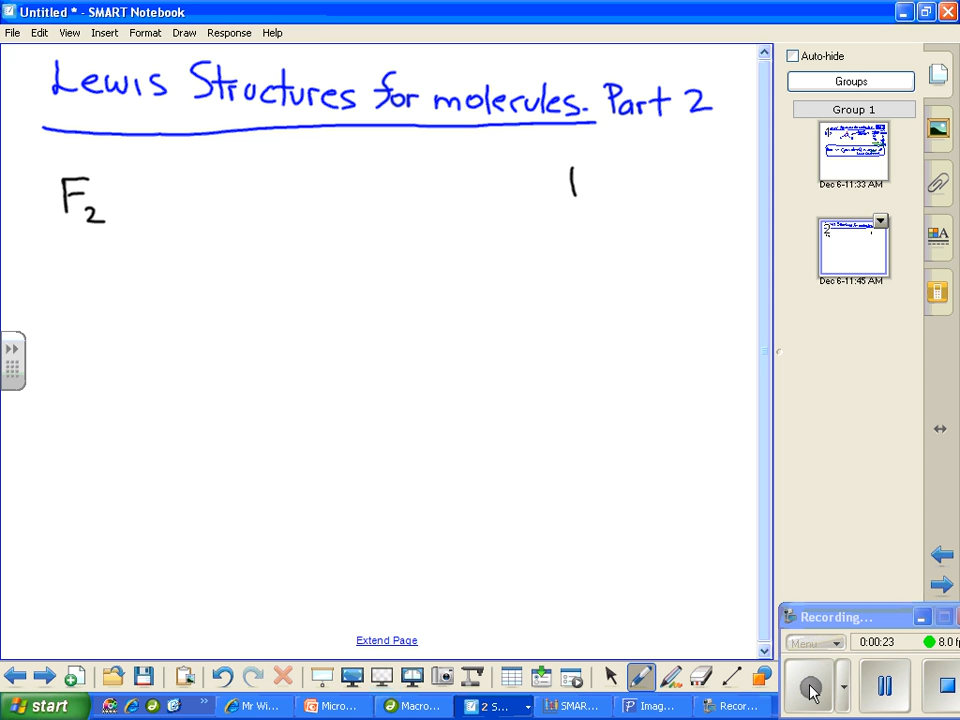 Untitled * - SMART Notebook
File Edit View Insert Format Draw Response Help
Lewis Structures for molecules. Part 2
F2
Auto-hide
Groups
Group 1
Dec 6-11:33 AM
Dec 6-11:45 AM
Extend Page
Recording...
Menu
0:00:23
8.0 f
start
Mr Wi...
Micro...
Macro...
2 S...
SMAR...
Imag...
Recor...